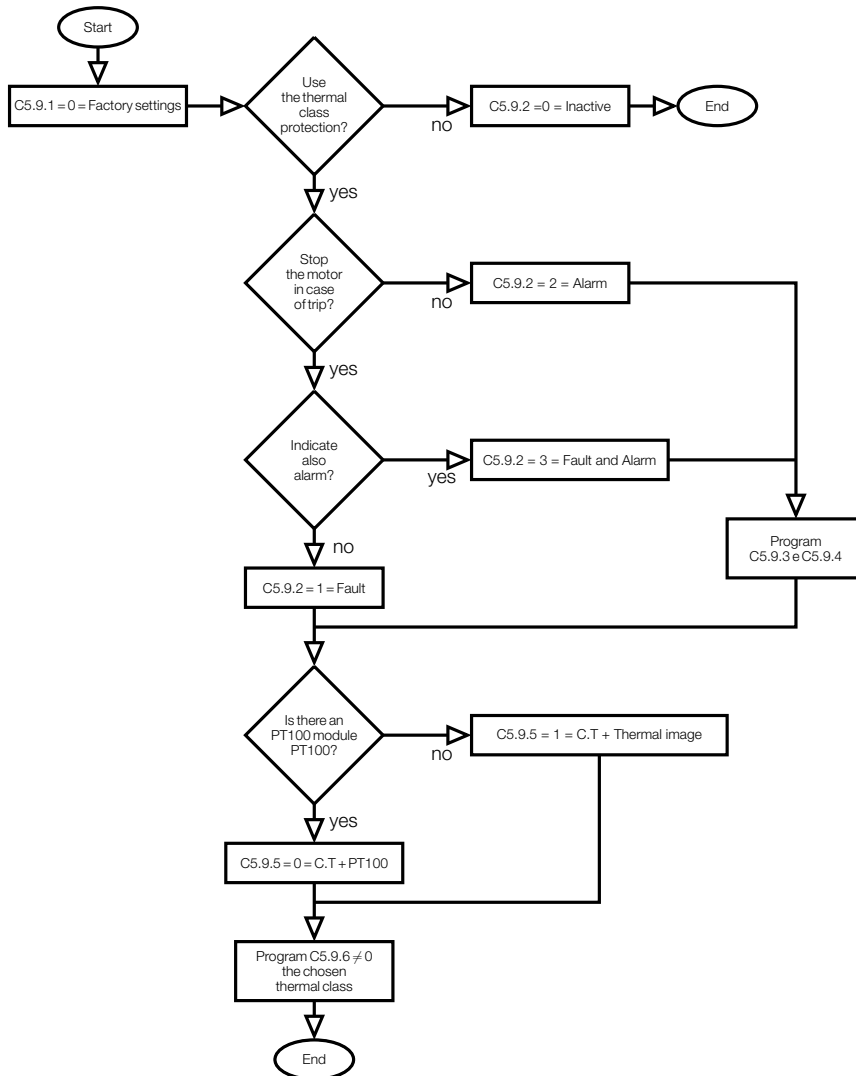 Start
C5.9.1 = 0 = Factory settings
Use
the thermal
class
protection?
no
C5.9.2 =0 = Inactive
End
yes
Stop
the motor
in case
of trip?
no
C5.9.2 = 2 = Alarm
yes
Indicate
also
alarm?
yes
C5.9.2 = 3 = Fault and Alarm
no
Program
C5.9.3 e C5.9.4
C5.9.2 = 1 = Fault
Is there an
PT100 module
PT100?
no
C5.9.5 = 1 = C.T + Thermal image
yes
C5.9.5 = 0 = C.T + PT100
Program C5.9.6 ≠ 0
the chosen
thermal class
End